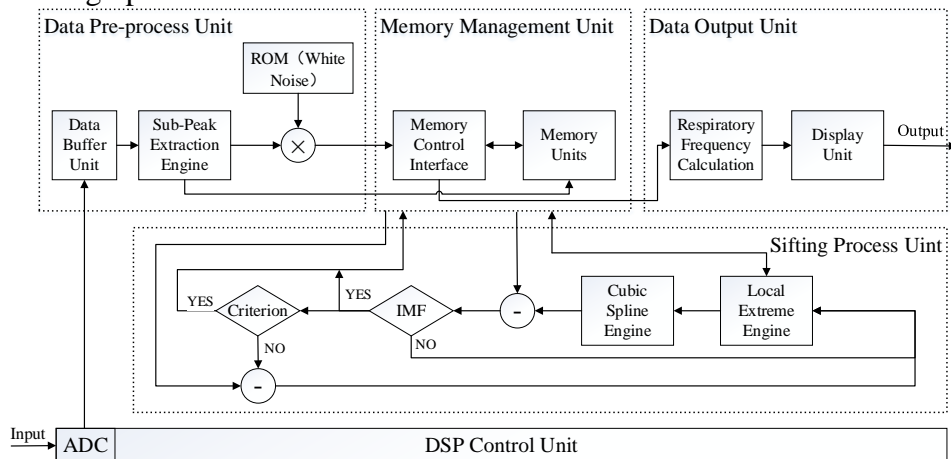 Data Pre-process Unit
Memory Management Unit
Data Output Unit
ROM（White
Noise）
Data
Buffer
Unit
Sub-Peak
Extraction
Engine
×
Memory
Control
Interface
Memory
Units
Respiratory
Frequency
Calculation
Display
Unit
Output
Sifting Process Uint
YES
Criterion
NO
YES
IMF
NO
-
Cubic
Spline
Engine
Local
Extreme
Engine
-
Input
ADC
DSP Control Unit